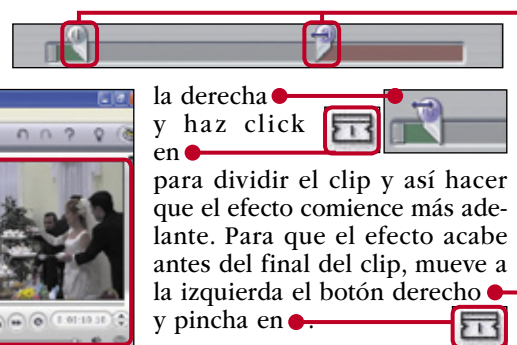 la derecha
y haz click
en
para dividir el clip y así hacer
que el efecto comience más ade-
lante. Para que el efecto acabe
antes del final del clip, mueve a
la izquierda el botón derecho
y pincha en .